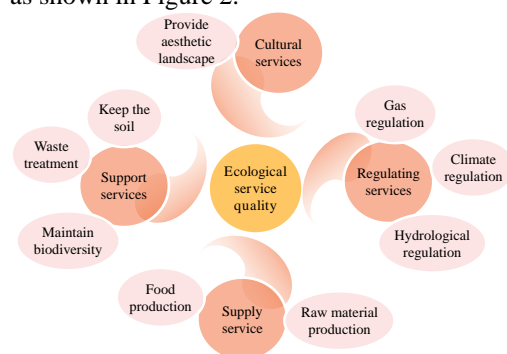 as shown in Figure 2.
Provide
aesthetic
landscape
Cultural
services
Keep the
soil
Waste
treatment
Support
services
Maintain
biodiversity
Ecological
service
quality
Gas
regulation
Climate
regulation
Regulating
services
Hydrological
regulation
Food
production
Supply
service
Raw material
production